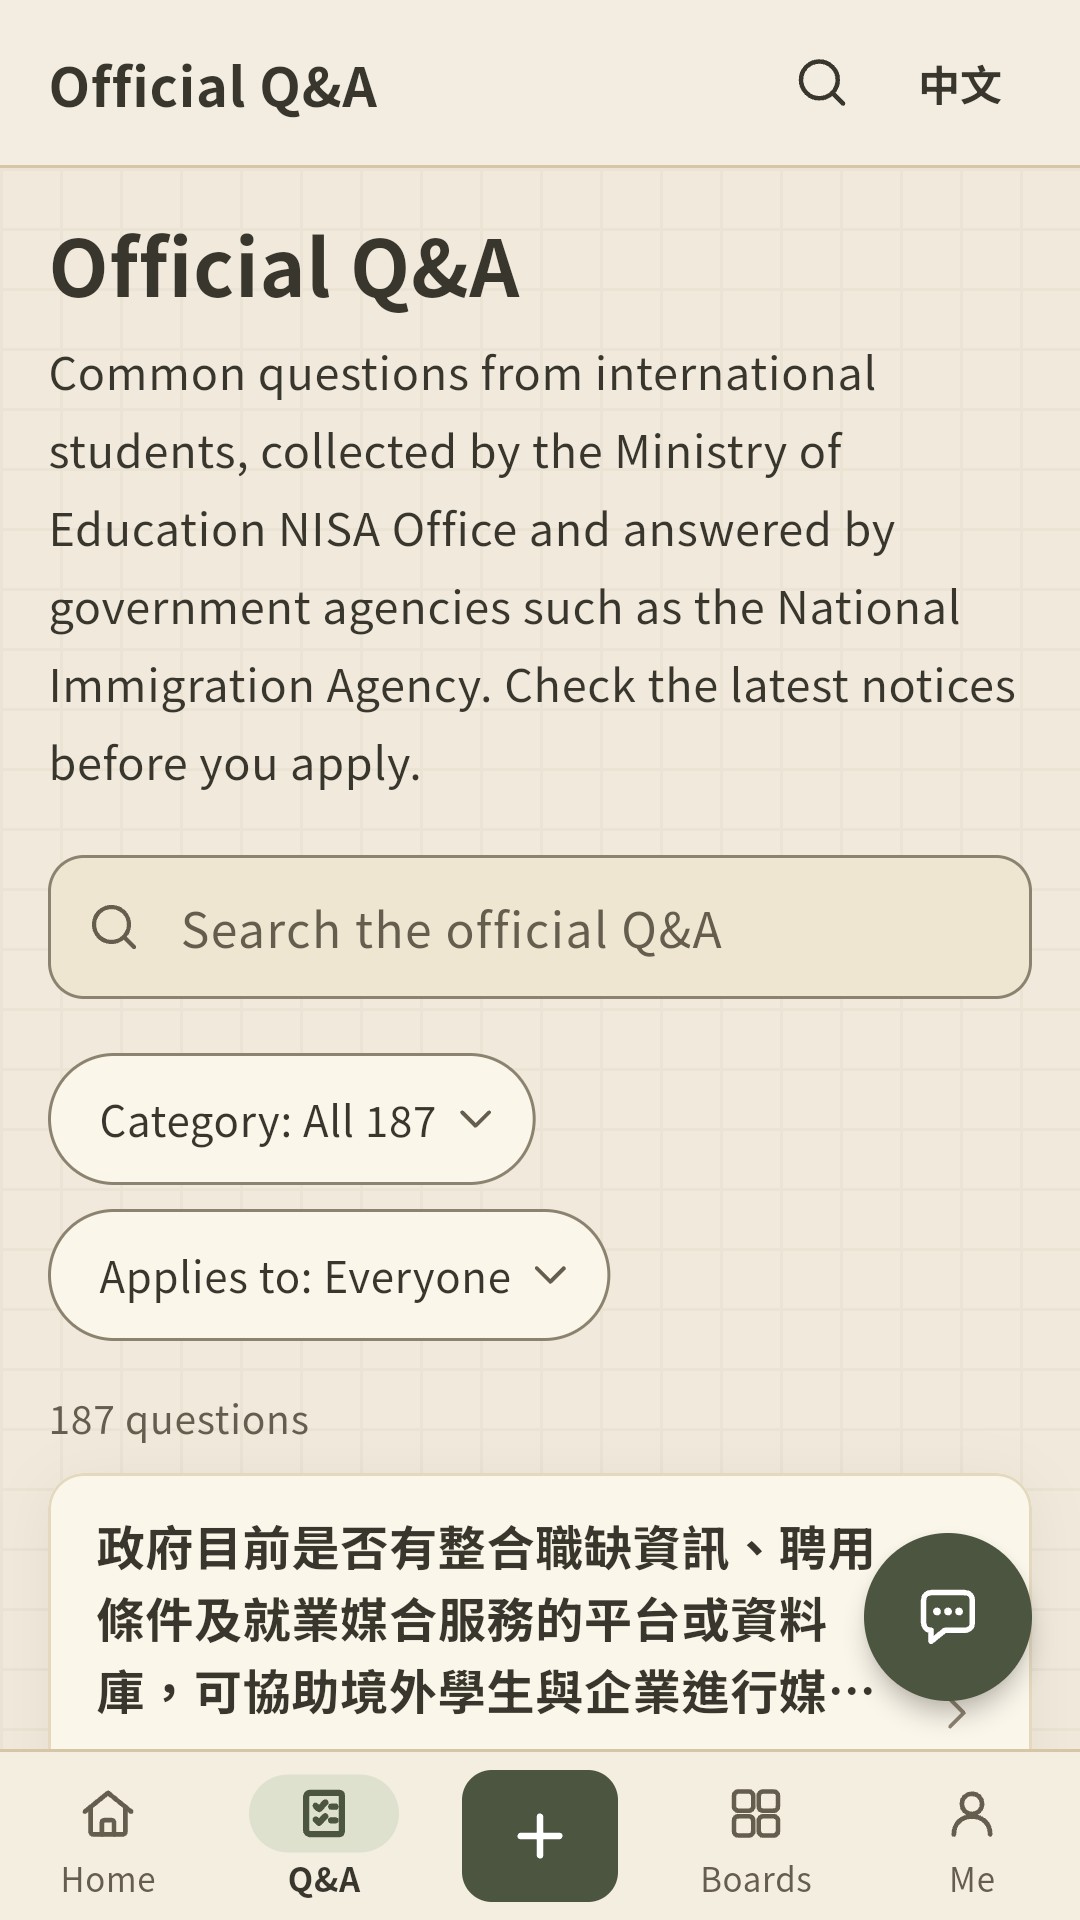 Official Q&A
中文
Official Q&A
Common questions from international
students, collected by the Ministry of
Education NISA Office and answered by
government agencies such as the National
Immigration Agency. Check the latest notices
before you apply.
Search the official Q&A
Category: All 187
Applies to: Everyone
187 questions
政府目前是否有整合職缺資訊、聘用
條件及就業媒合服務的平台或資料
庫，可協助境外學生與企業進行媒…
Home
Q&A
Boards
Me